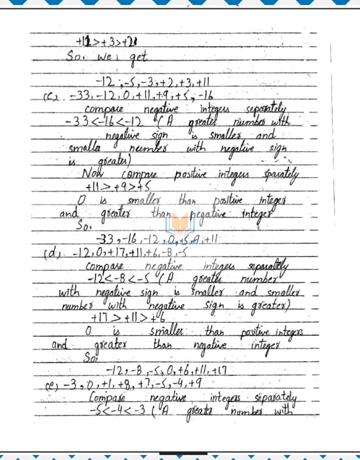 +11 > +3 > +2
So, we get
-12, -5, -3, +2, +3, +11
(c), -33, -12, 0, +11, +9, +5, -16
Compare negative integers separately
-33 < -16 < -12 (A greater number with
negative sign is smaller and
smaller number with negative sign
is greater)
Now compare positive integers sparately
+11 > +9 > +5
0 is smaller than positive integer
and greater than negative integer
So,
-33, -16, -12, 0, +5, 9, +11
(d), -12, 0, +17, +11, +6, -8, -5
Compare negative integers separately
-12 < -8 < -5 (A greater number
with negative sign is smaller and smaller
number with negative sign is greater)
+17 > +11 > +6
0 is smaller than positive integers
and greater than negative integer
So,
-12, -8, -5, 0, +6, +11, +17
(e), -3, 0, +1, +8, +7, -5, -4, +9
Compare negative integers separately
-5 < -4 < -3 (A greater number with